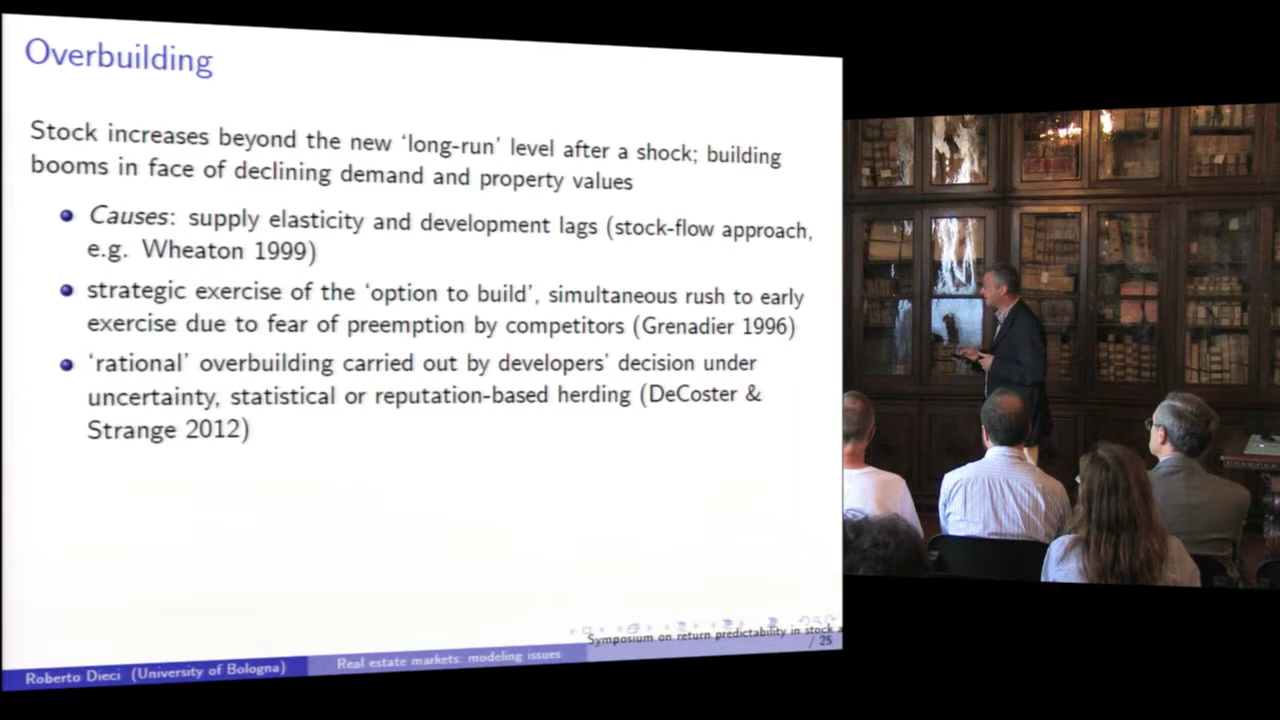 Overbuilding
Stock increases beyond the new ‘long-run’ level after a shock; building
booms in face of declining demand and property values
Causes: supply elasticity and development lags (stock-flow approach,
e.g. Wheaton 1999)
strategic exercise of the ‘option to build’, simultaneous rush to early
exercise due to fear of preemption by competitors (Grenadier 1996)
‘rational’ overbuilding carried out by developers’ decision under
uncertainty, statistical or reputation-based herding (DeCoster &
Strange 2012)
Symposium on return predictability in stock a
/ 25
Roberto Dieci (University of Bologna)
Real estate markets: modeling issues